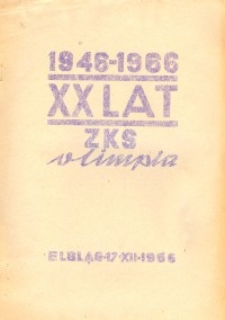 1946-1966
XX LAT
ZKS
olimpia
ELBLĄG-17-XII-1966